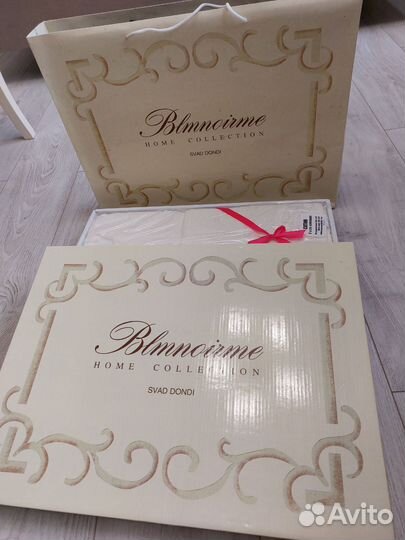 Blmnoirme
HOME COLLECTION
SVAD DONDI
Blmnoirme
HOME COLLECTION
SVAD DONDI
Avito